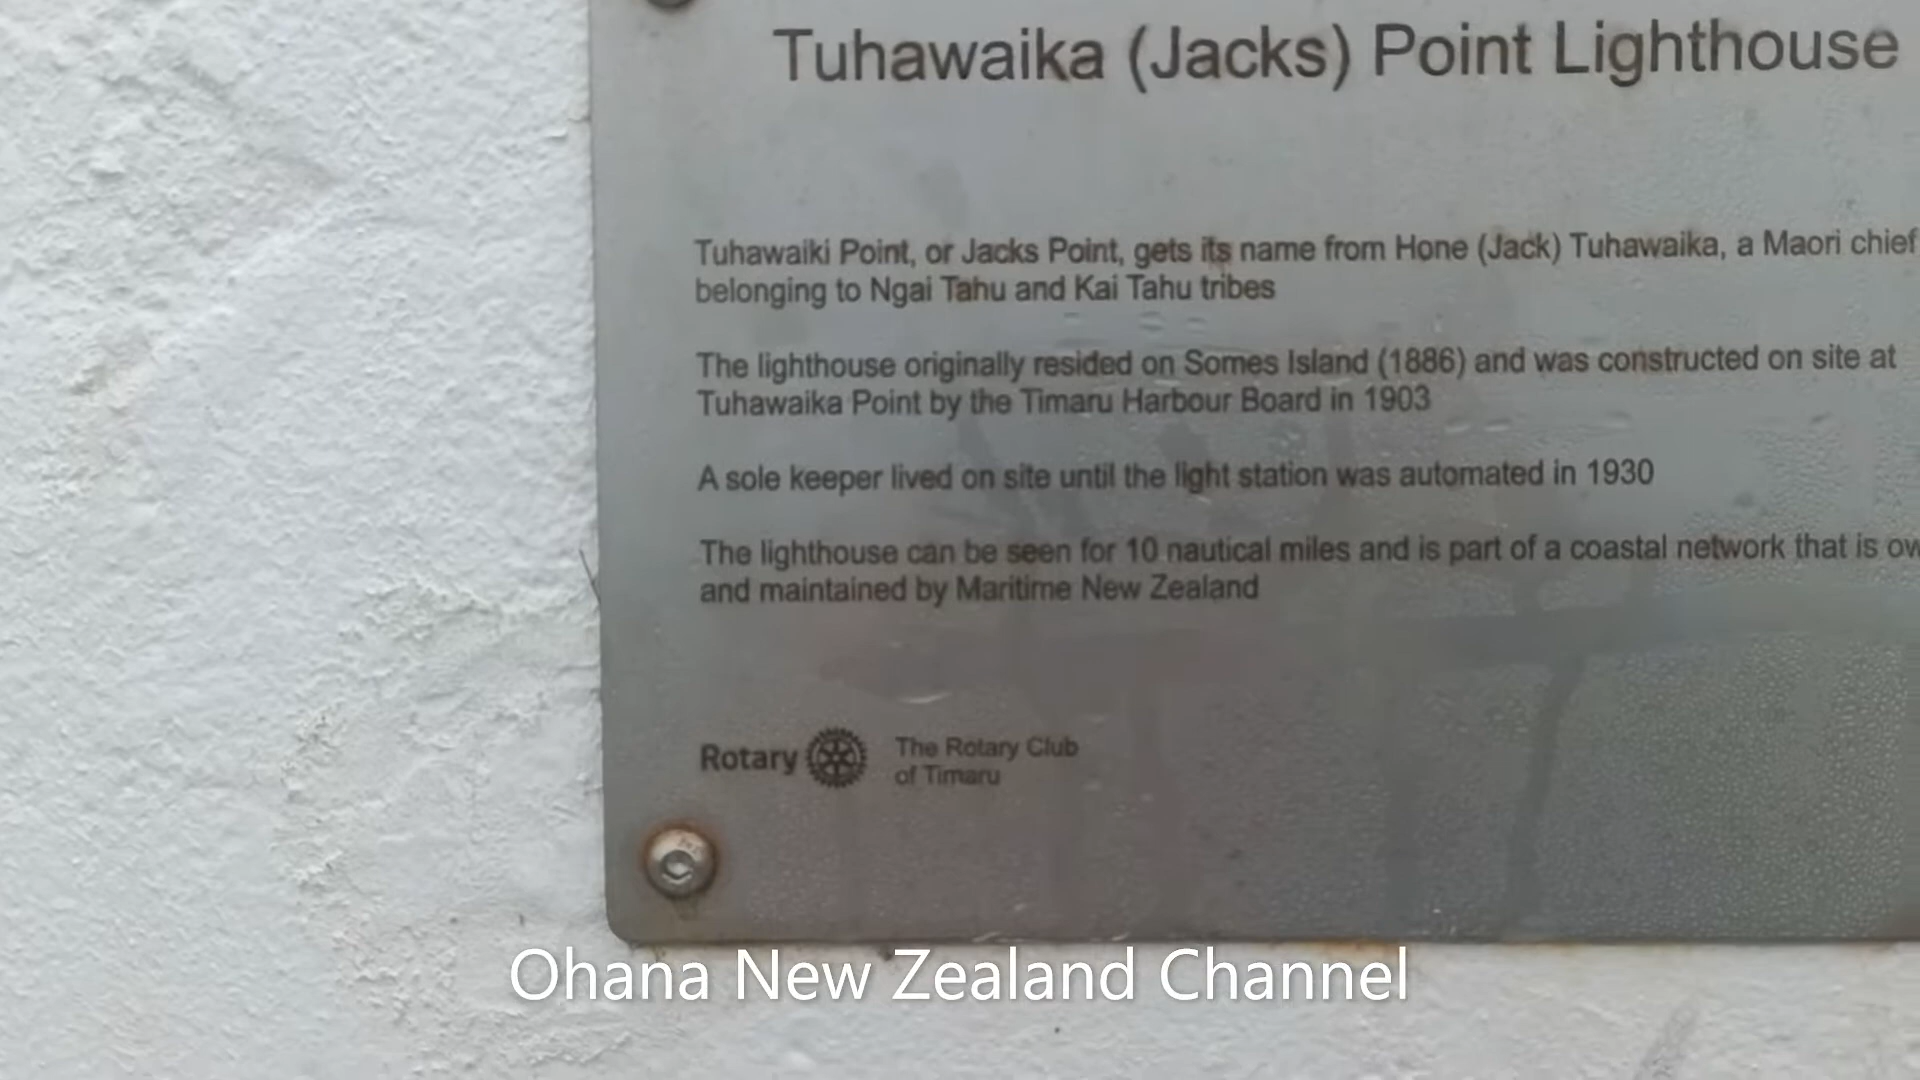 Tuhawaika (Jacks) Point Lighthouse
Tuhawaiki Point, or Jacks Point, gets its name from Hone (Jack) Tuhawaika, a Maori chief
belonging to Ngai Tahu and Kai Tahu tribes
The lighthouse originally resided on Somes Island (1886) and was constructed on site at
Tuhawaika Point by the Timaru Harbour Board in 1903
A sole keeper lived on site until the light station was automated in 1930
The lighthouse can be seen for 10 nautical miles and is part of a coastal network that is
and maintained by Maritime New Zealand
Rotary
The Rotary Club
of Timaru
Ohana New Zealand Channel